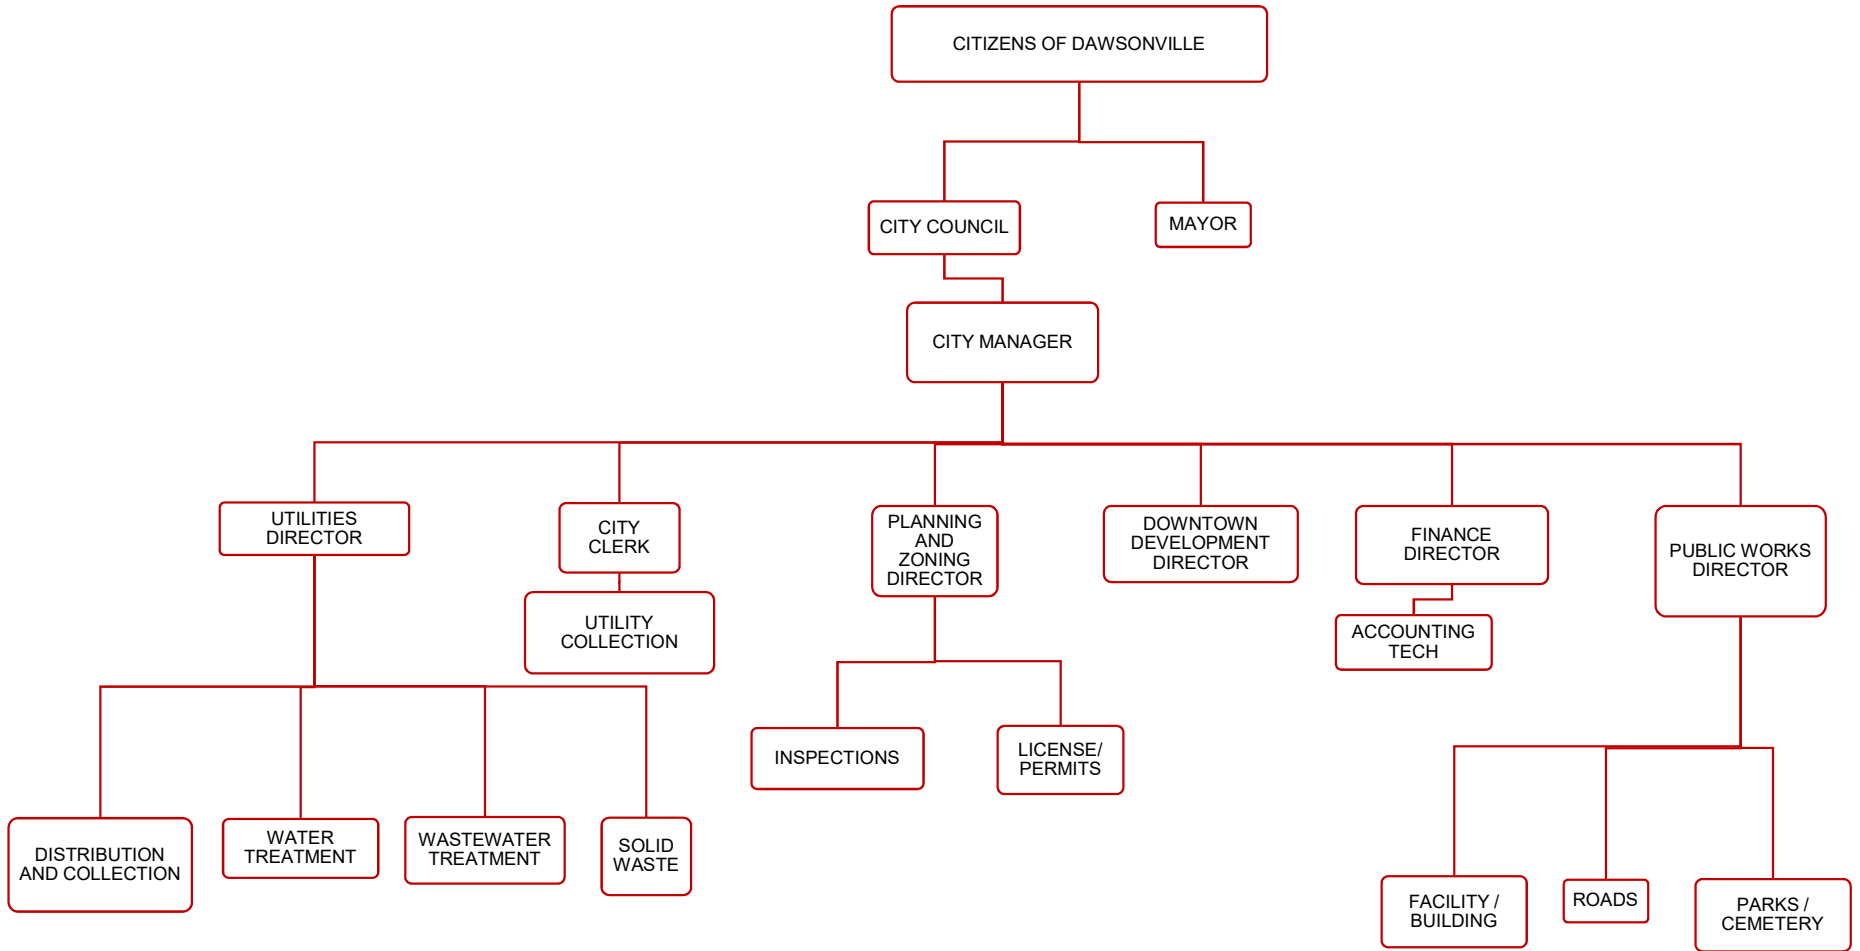 CITIZENS OF DAWSONVILLE
CITY COUNCIL
MAYOR
CITY MANAGER
UTILITIES
DIRECTOR
CITY
CLERK
PLANNING
AND
ZONING
DIRECTOR
DOWNTOWN
DEVELOPMENT
DIRECTOR
FINANCE
DIRECTOR
PUBLIC WORKS
DIRECTOR
UTILITY
COLLECTION
ACCOUNTING
TECH
INSPECTIONS
LICENSE/
PERMITS
DISTRIBUTION
AND COLLECTION
WATER
TREATMENT
WASTEWATER
TREATMENT
SOLID
WASTE
FACILITY /
BUILDING
ROADS
PARKS /
CEMETERY